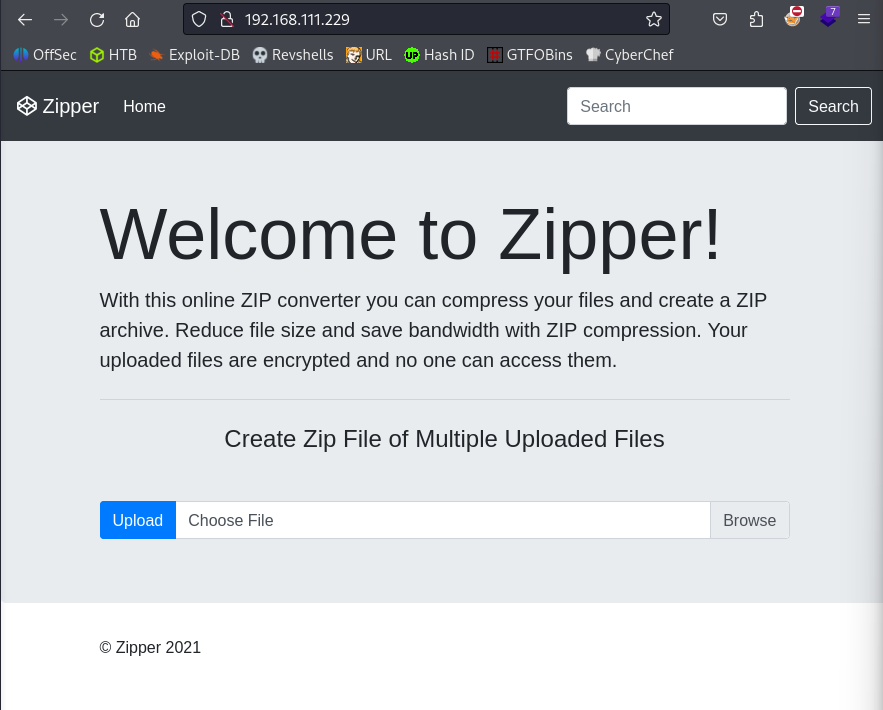 192.168.111.229
7
OffSec HTB Exploit-DB Revshells URL UP Hash ID GTFOBins CyberChef
Zipper Home Search Search
Welcome to Zipper!
With this online ZIP converter you can compress your files and create a ZIP
archive. Reduce file size and save bandwidth with ZIP compression. Your
uploaded files are encrypted and no one can access them.
Create Zip File of Multiple Uploaded Files
Upload Choose File Browse
© Zipper 2021